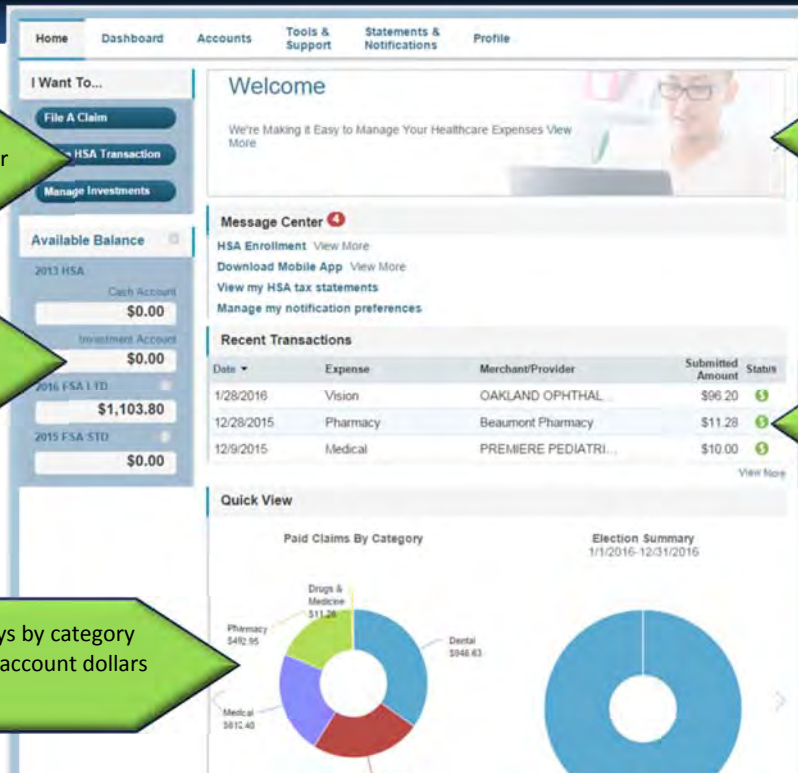 Home Dashboard Accounts Tools & Support Statements & Notifications Profile
I Want To...
File A Claim
HSA Transaction
Manage Investments
r
Available Balance
2013 HSA
Cash Account
$0.00
Investment Account
$0.00
2016 FSA LTD
$1,103.80
2015 FSA STD
$0.00
Welcome
We're Making it Easy to Manage Your Healthcare Expenses View
More
Message Center 4
HSA Enrollment View More
Download Mobile App View More
View my HSA tax statements
Manage my notification preferences
Recent Transactions
Date Expense Merchant/Provider Submitted Amount Status
1/28/2016 Vision OAKLAND OPHTHAL... $96.20
12/28/2015 Pharmacy Beaumont Pharmacy $11.28
12/9/2015 Medical PREMIERE PEDIATRI... $10.00
View More
Quick View
Paid Claims By Category
Drugs &
Medicine
$11.28
Pharmacy
$492.95
Dental
Medical
Election Summary
1/1/2016-12/31/2016
ys by category
account dollars